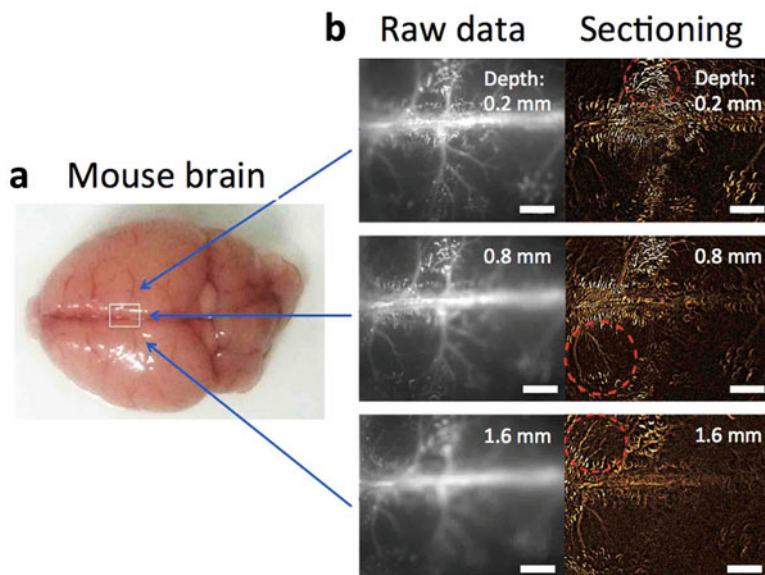 b Raw data Sectioning
Depth:
0.2 mm
Depth:
0.2 mm
a Mouse brain
0.8 mm
0.8 mm
1.6 mm
1.6 mm